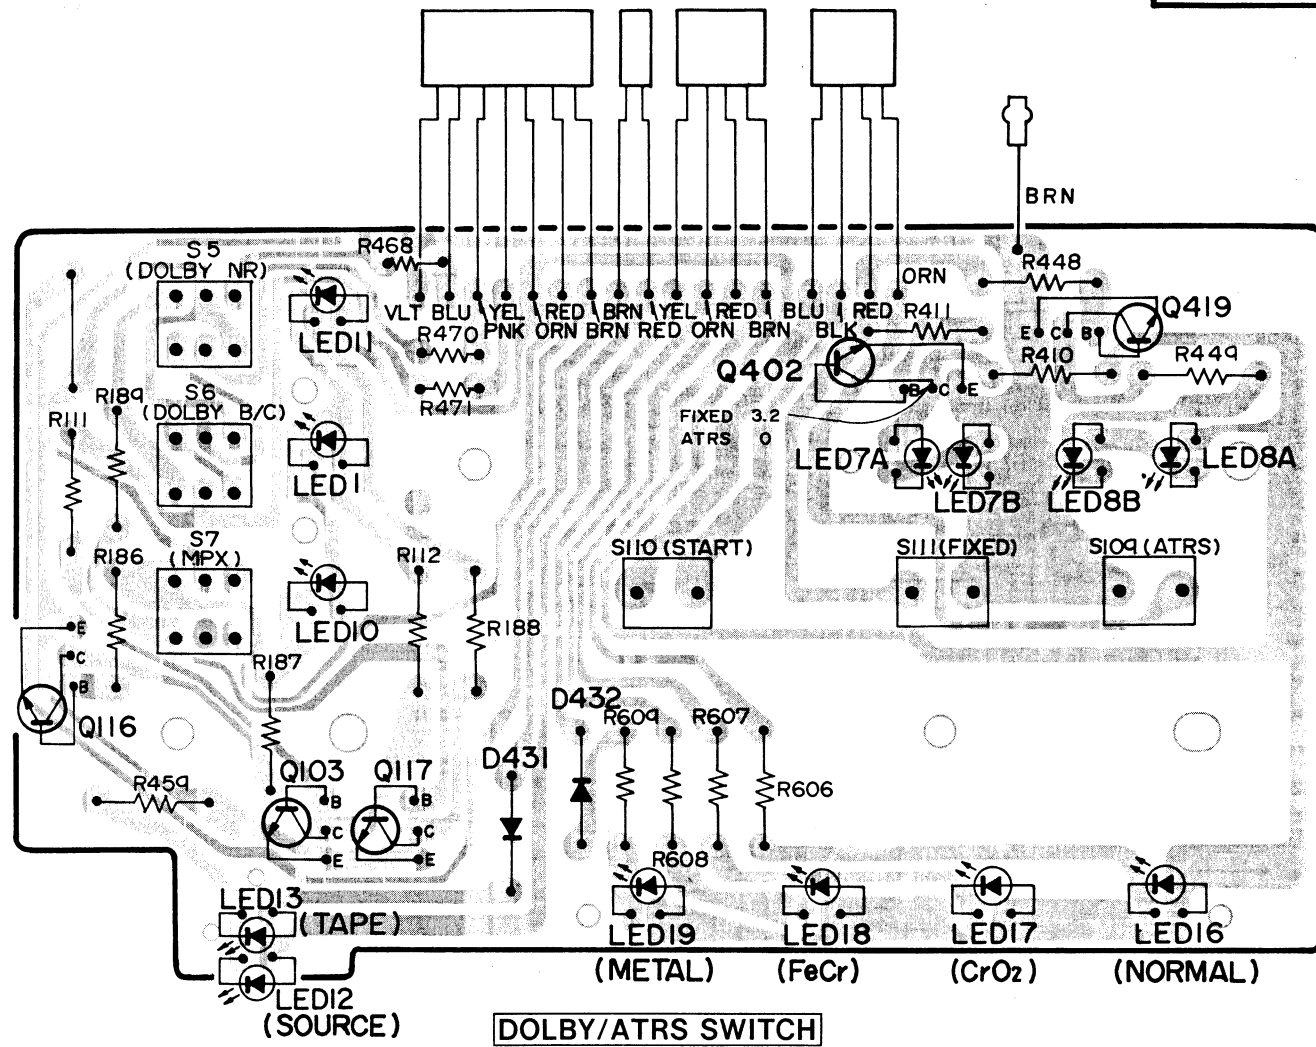 BRN
S5
(DOLBY NR)
R468
ORN
R448
VLT BLU YEL RED BRN YEL RED BLU RED
PNK ORN BRN RED ORN BRN BLK
R411
Q419
LED11
R470
E C B
R410
R449
Q402
R471
B C E
R189
S6
(DOLBY B/C)
R111
FIXED 3.2
ATRS 0
LED7A
LED8A
LED1
LED7B
LED8B
R186
S7
(MPX)
R112
S110 (START)
S111 (FIXED)
S109 (ATRS)
LED10
R188
E
C
B
R187
Q116
D432
R609
R607
D431
R459
Q103
Q117
B
C
E
B
C
E
R606
R608
LED13
(TAPE)
LED19
LED18
LED17
LED16
(METAL)
(FeCr)
(CrO2)
(NORMAL)
LED12
(SOURCE)
DOLBY/ATRS SWITCH